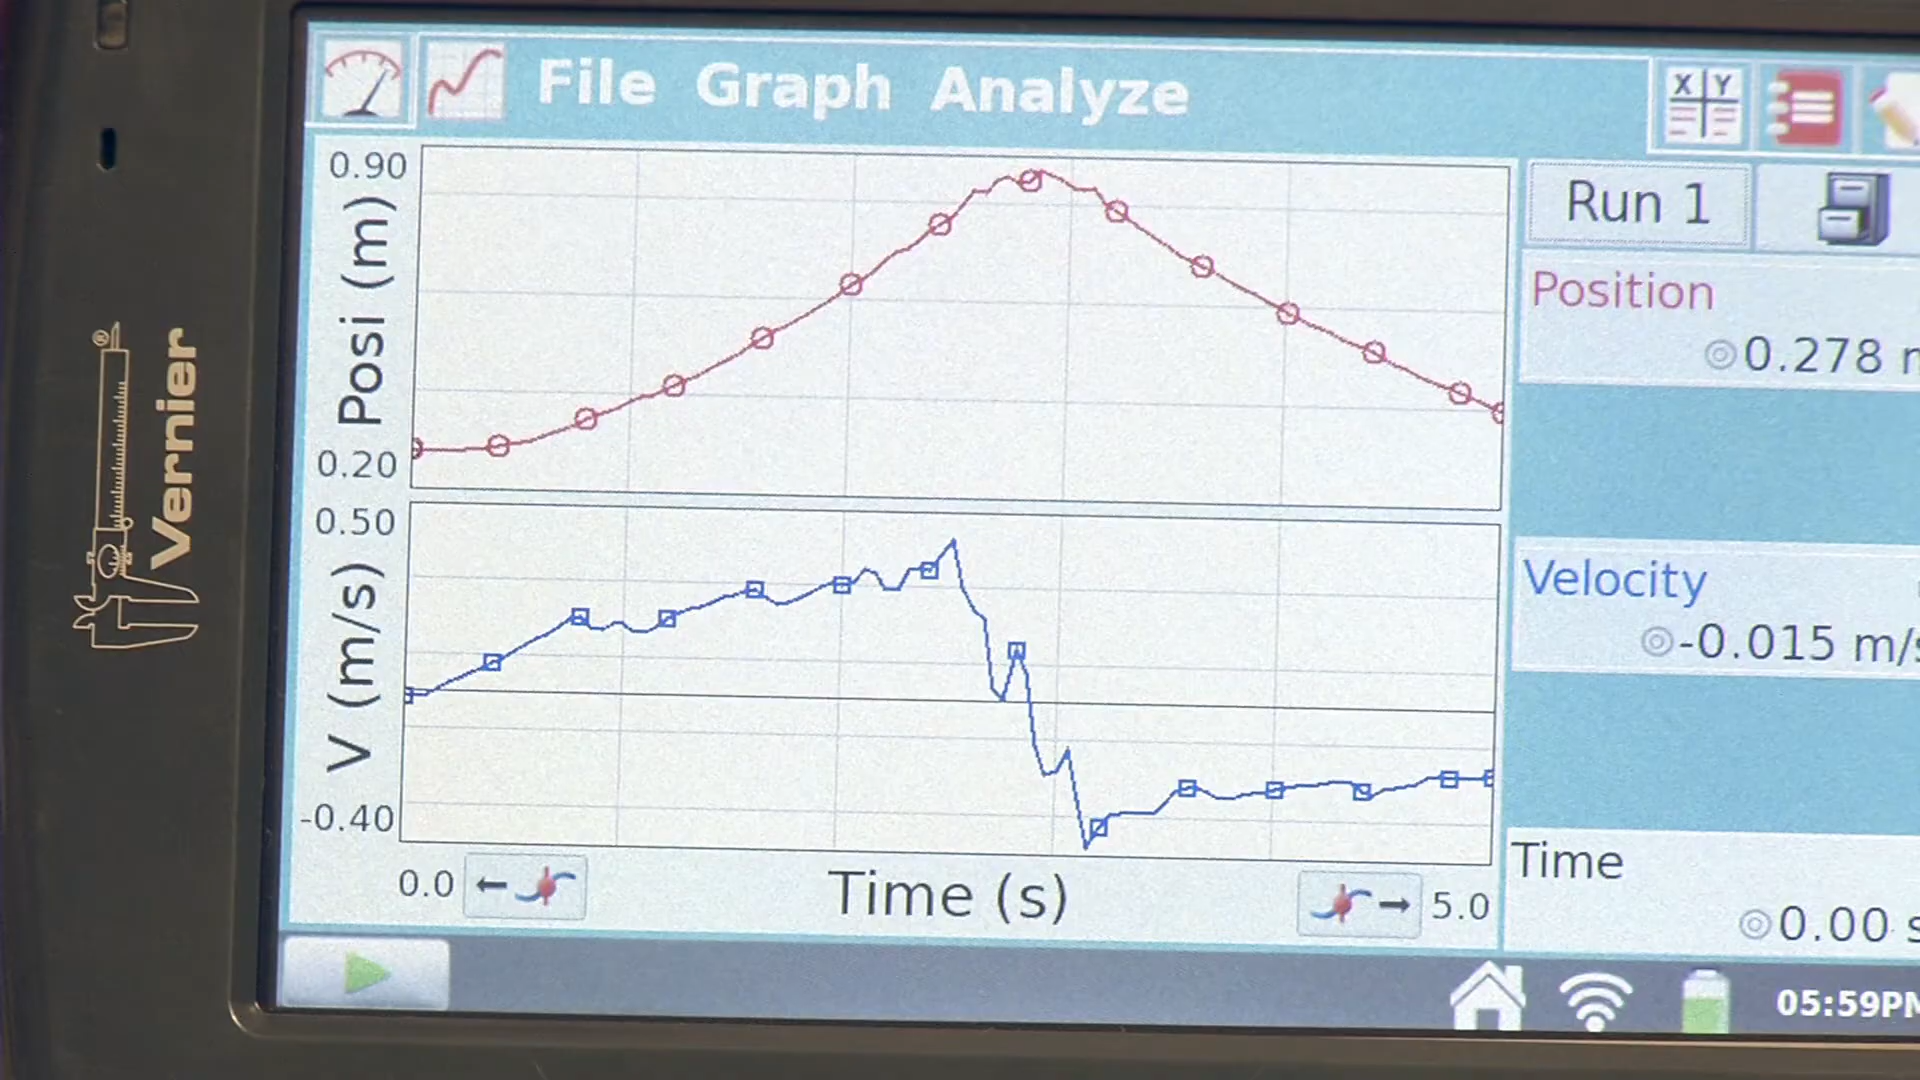 File Graph Analyze
X Y
0.90
Posi (m)
0.20
Run 1
Position
0.278
0.50
V (m/s)
-0.40
Velocity
-0.015 m/s
0.0
Time (s)
5.0
Time
0.00 s
05:59PM
Vernier
®